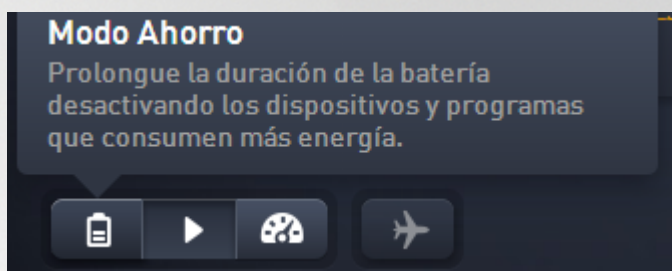 Modo Ahorro
Prolongue la duración de la batería
desactivando los dispositivos y programas
que consumen más energía.